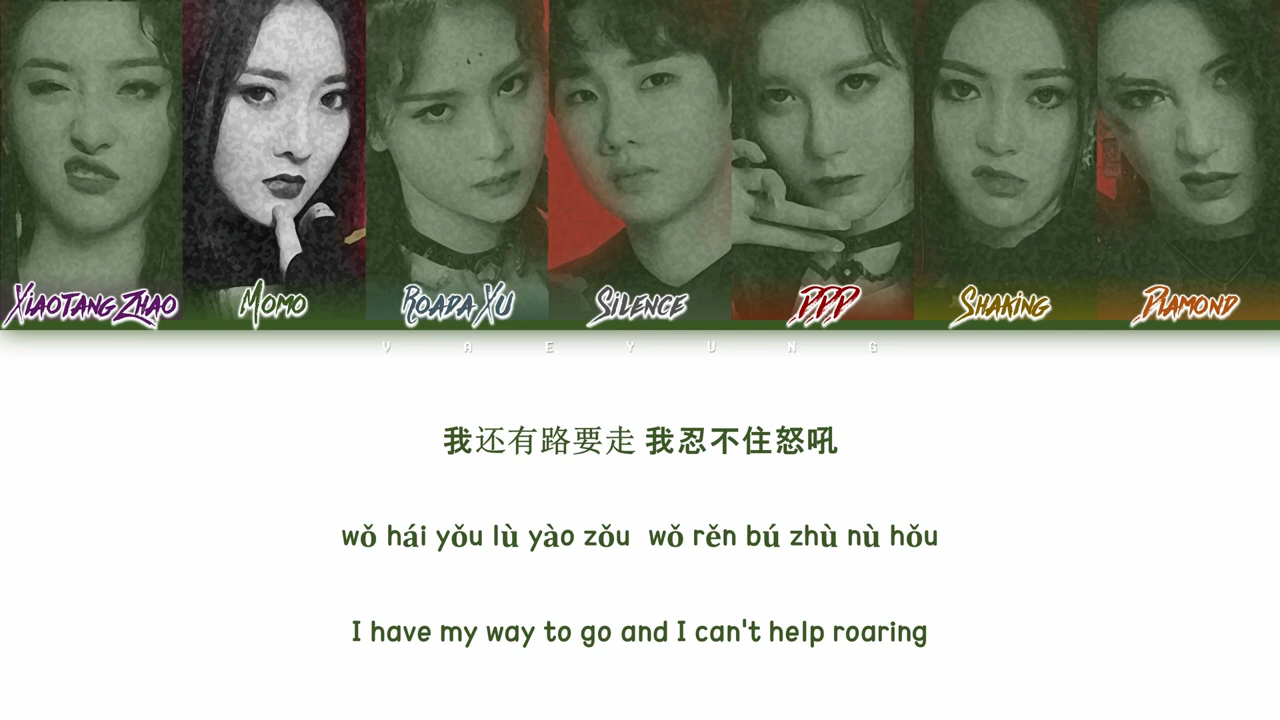 XIAOTANG ZHAO MOMO ROADA XU SILENCE PPP SHAKING DIAMOND
V A E Y U N G
我还有路要走 我忍不住怒吼
wǒ hái yǒu lù yào zǒu wǒ rěn bú zhù nù hǒu
I have my way to go and I can't help roaring